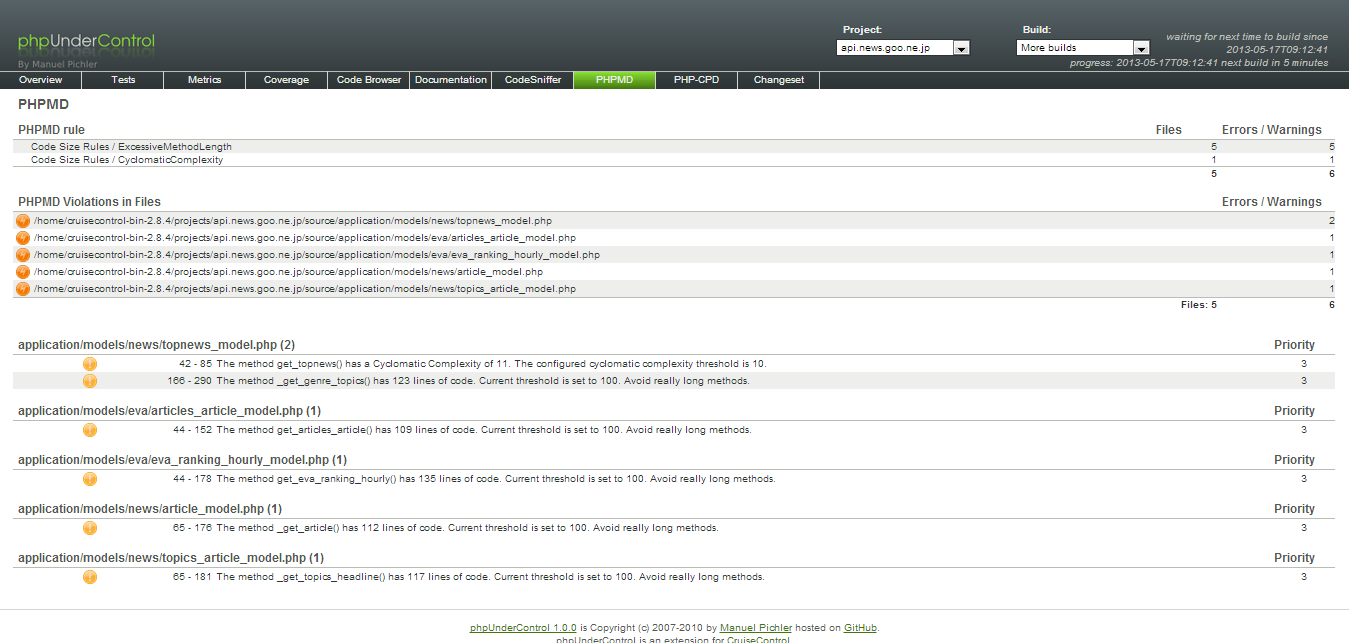 phpUnderControl
By Manuel Pichler
Project:
api.news.goo.ne.jp
Build:
More builds
waiting for next time to build since
2013-05-17T09:12:41
progress: 2013-05-17T09:12:41 next build in 5 minutes
Overview Tests Metrics Coverage Code Browser Documentation CodeSniffer PHPMD PHP-CPD Changeset
PHPMD
PHPMD rule Files Errors / Warnings
Code Size Rules / ExcessiveMethodLength 5 5
Code Size Rules / CyclomaticComplexity 1 1
5 6
PHPMD Violations in Files Errors / Warnings
/home/cruisecontrol-bin-2.8.4/projects/api.news.goo.ne.jp/source/application/models/news/topnews_model.php 2
/home/cruisecontrol-bin-2.8.4/projects/api.news.goo.ne.jp/source/application/models/eva/articles_article_model.php 1
/home/cruisecontrol-bin-2.8.4/projects/api.news.goo.ne.jp/source/application/models/eva/eva_ranking_hourly_model.php 1
/home/cruisecontrol-bin-2.8.4/projects/api.news.goo.ne.jp/source/application/models/news/article_model.php 1
/home/cruisecontrol-bin-2.8.4/projects/api.news.goo.ne.jp/source/application/models/news/topics_article_model.php 1
Files: 5 6
application/models/news/topnews_model.php (2) Priority
42 - 85 The method get_topnews() has a Cyclomatic Complexity of 11. The configured cyclomatic complexity threshold is 10. 3
166 - 290 The method _get_genre_topics() has 123 lines of code. Current threshold is set to 100. Avoid really long methods. 3
application/models/eva/articles_article_model.php (1) Priority
44 - 152 The method get_articles_article() has 109 lines of code. Current threshold is set to 100. Avoid really long methods. 3
application/models/eva/eva_ranking_hourly_model.php (1) Priority
44 - 178 The method get_eva_ranking_hourly() has 135 lines of code. Current threshold is set to 100. Avoid really long methods. 3
application/models/news/article_model.php (1) Priority
65 - 176 The method _get_article() has 112 lines of code. Current threshold is set to 100. Avoid really long methods. 3
application/models/news/topics_article_model.php (1) Priority
65 - 181 The method _get_topics_headline() has 117 lines of code. Current threshold is set to 100. Avoid really long methods. 3
phpUnderControl 1.0.0 is Copyright (c) 2007-2010 by Manuel Pichler hosted on GitHub.
phpUnderControl is an extension for CruiseControl.